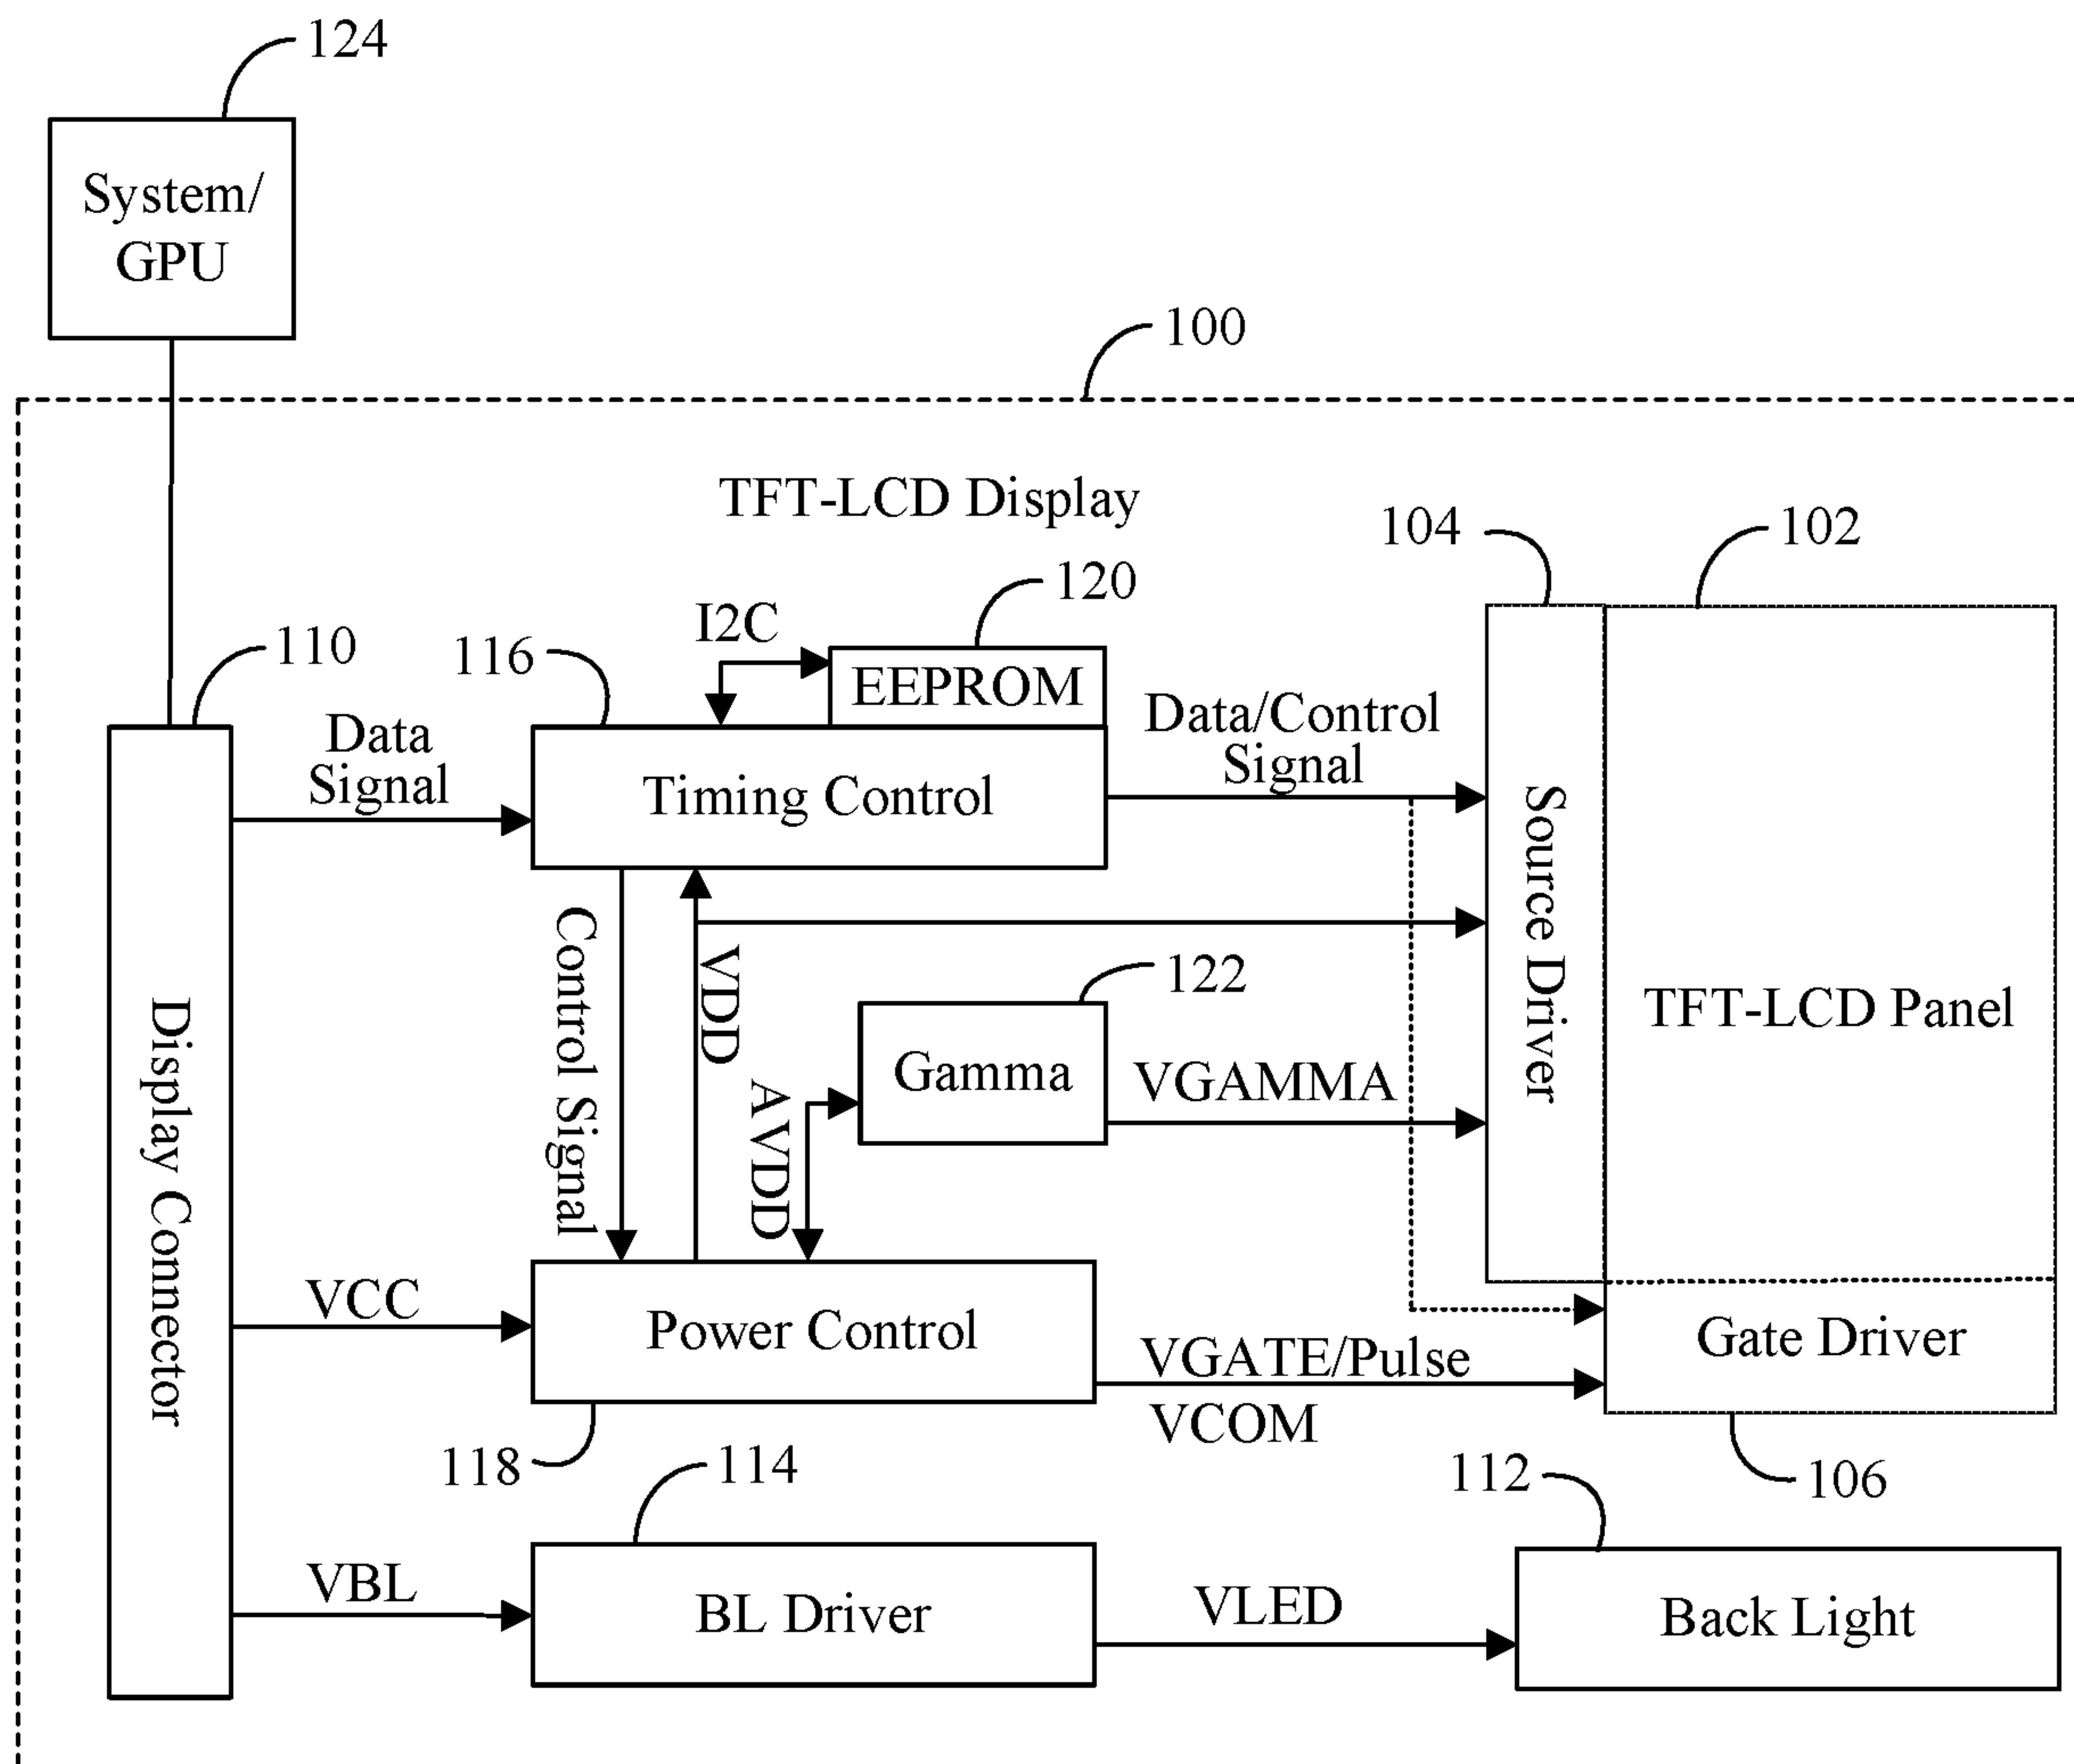 124
System/
GPU
100
TFT-LCD Display
104
102
120
I2C
110
116
EEPROM
Data
Signal
Data/Control
Signal
Timing Control
Source Driver
Control Signal
VDD
122
TFT-LCD Panel
Display Connector
Gamma
VGAMMA
AVDD
VCC
Power Control
VGATE/Pulse
VCOM
Gate Driver
118
114
112
106
VBL
BL Driver
VLED
Back Light